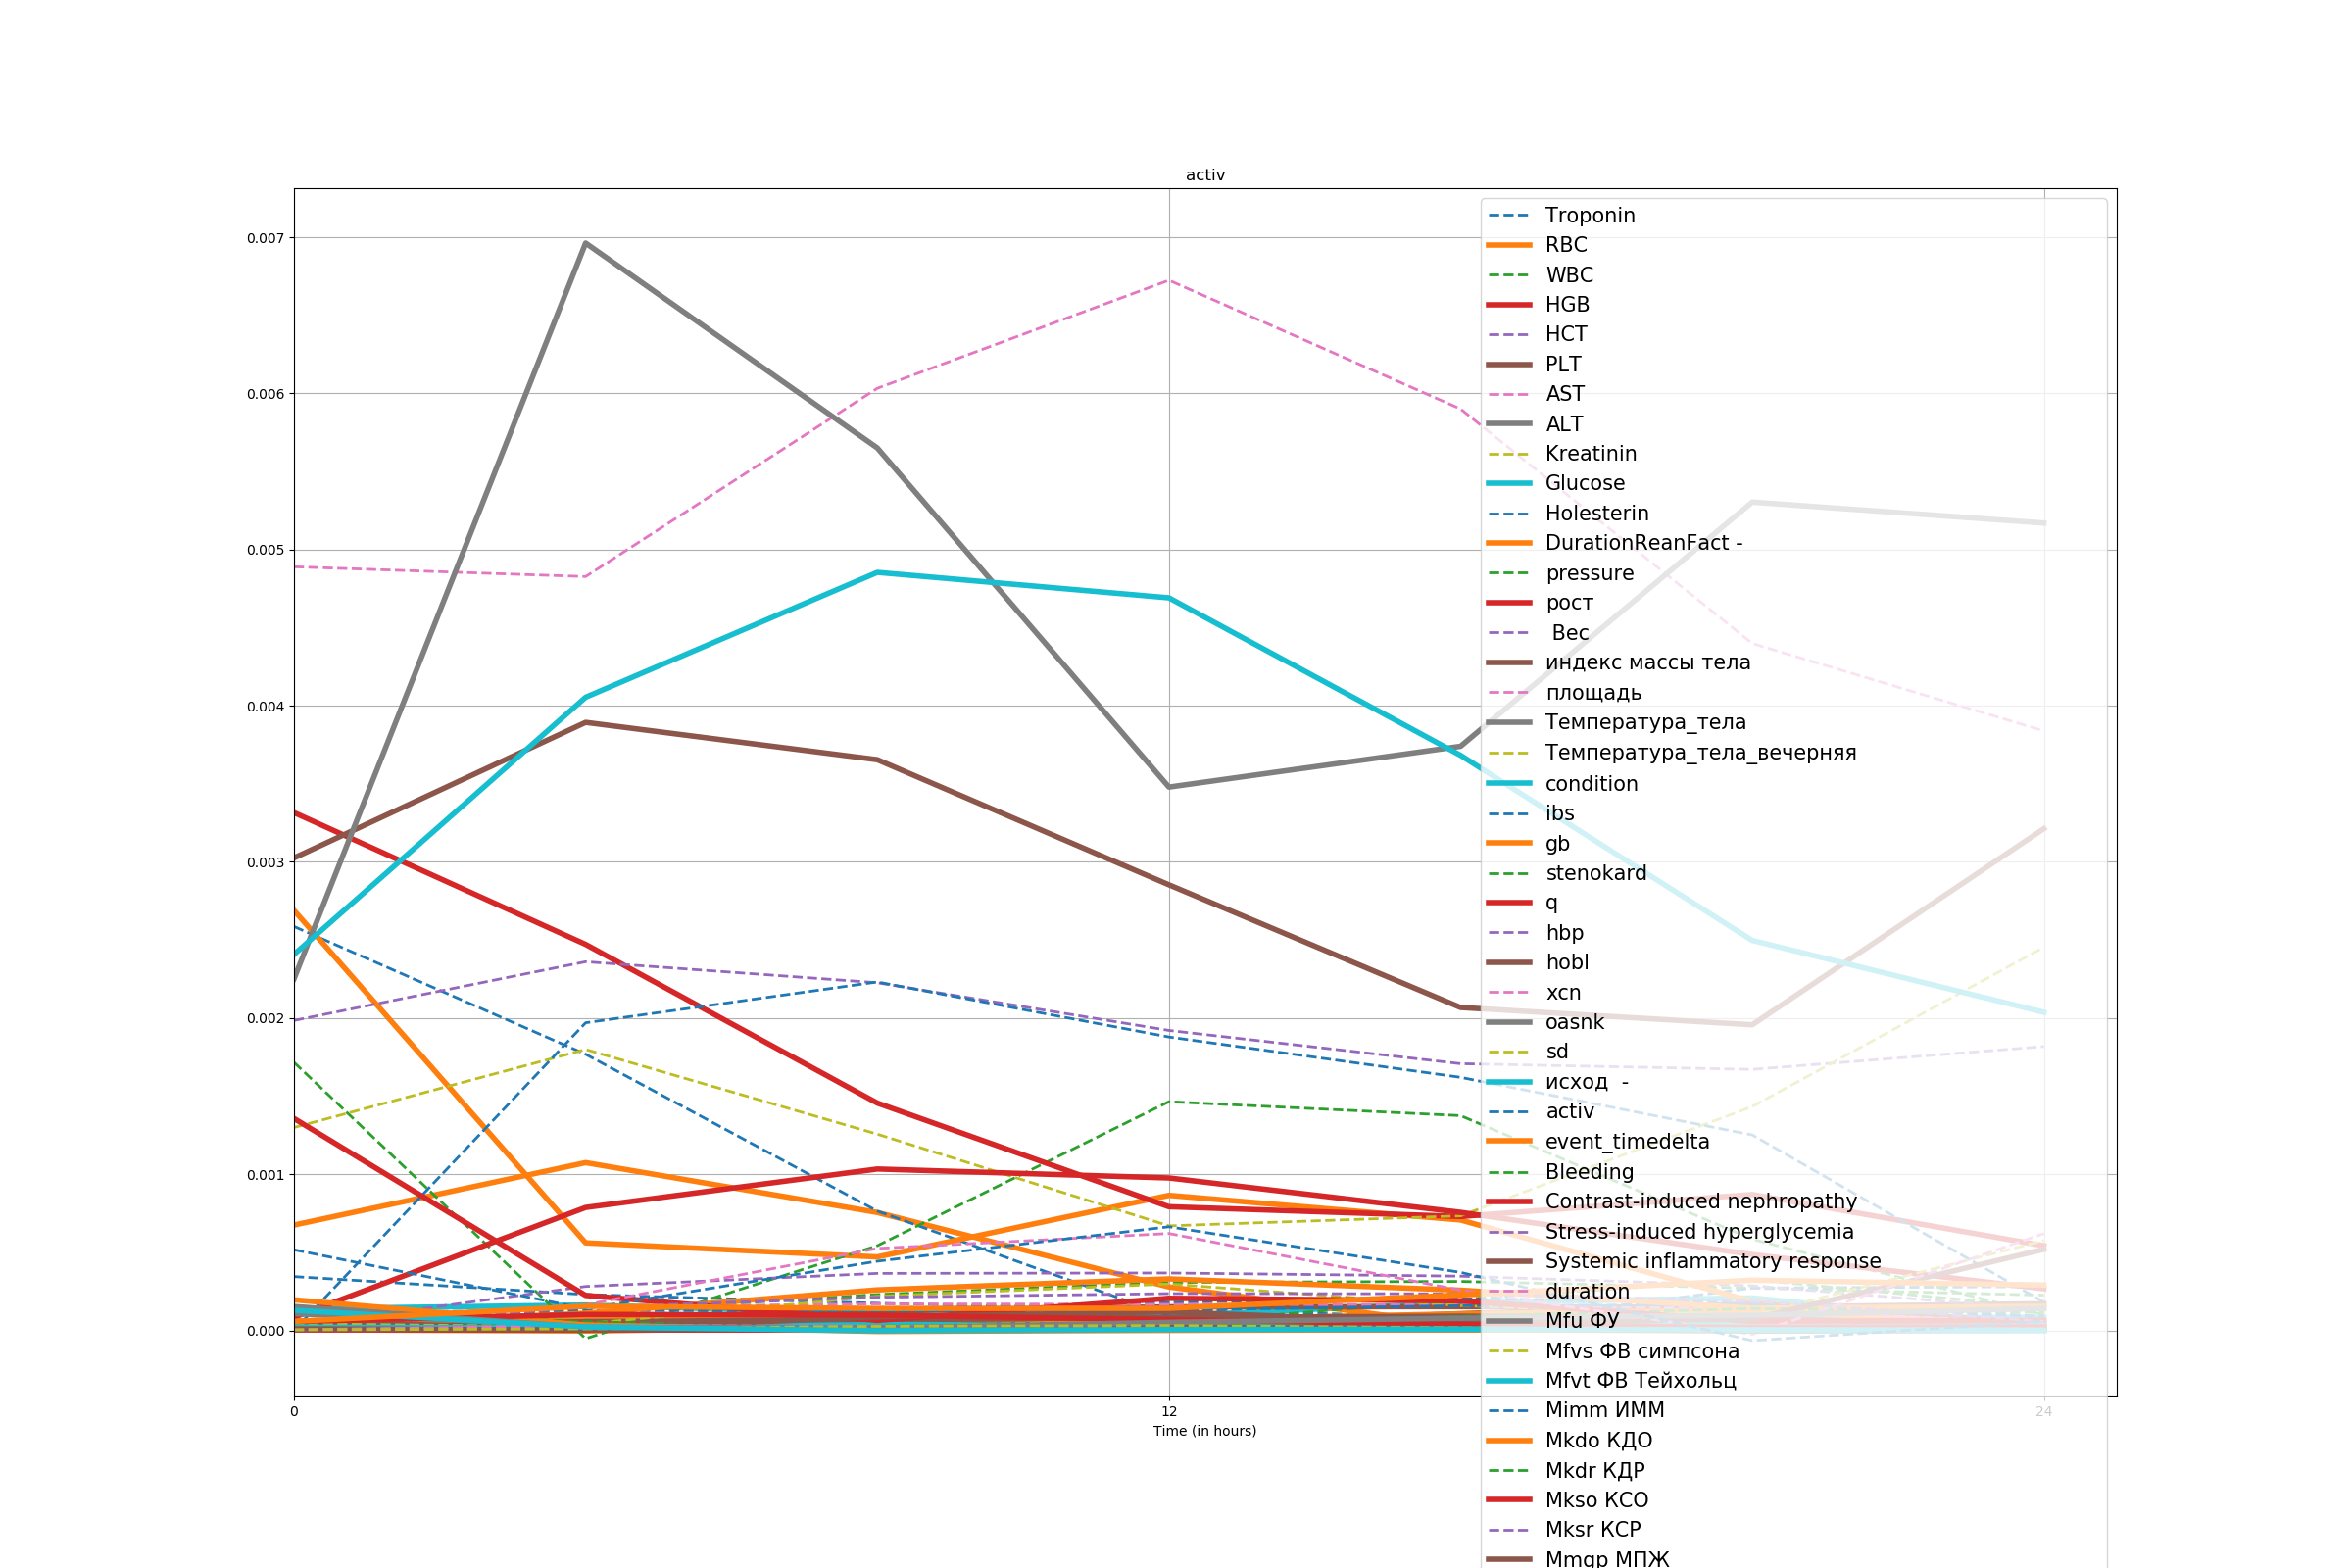 activ
0.007
0.006
0.005
0.004
0.003
0.002
0.001
0.000
0
12
24
Time (in hours)
Troponin
RBC
WBC
HGB
HCT
PLT
AST
ALT
Kreatinin
Glucose
Holesterin
DurationReanFact -
pressure
рост
Вес
индекс массы тела
площадь
Температура_тела
Температура_тела_вечерняя
condition
ibs
gb
stenokard
q
hbp
hobl
xcn
oasnk
sd
исход -
activ
event_timedelta
Bleeding
Contrast-induced nephropathy
Stress-induced hyperglycemia
Systemic inflammatory response
duration
Mfu ФУ
Mfvs ФВ симпсона
Mfvt ФВ Тейхольц
Mimm ИММ
Mkdo КДО
Mkdr КДР
Mkso КСО
Mksr КСР
Mmgp МПЖ